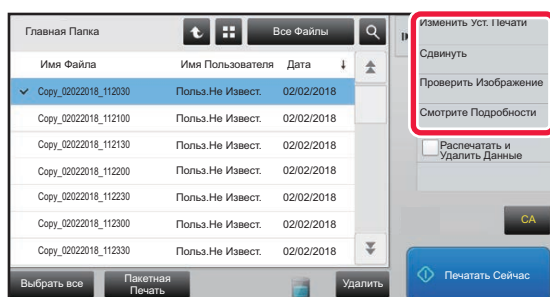 Главная Папка
Все Файлы
Имя Файла Имя Пользователя Дата
Copy_02022018_112030 Польз.Не Извест. 02/02/2018
Copy_02022018_112100 Польз.Не Извест. 02/02/2018
Copy_02022018_112130 Польз.Не Извест. 02/02/2018
Copy_02022018_112200 Польз.Не Извест. 02/02/2018
Copy_02022018_112230 Польз.Не Извест. 02/02/2018
Copy_02022018_112300 Польз.Не Извест. 02/02/2018
Copy_02022018_112330 Польз.Не Извест. 02/02/2018
Выбрать все
Пакетная
Печать
Удалить
Изменить Уст. Печати
Сдвинуть
Проверить Изображение
Смотрите Подробности
Распечатать и
Удалить Данные
CA
Печатать Сейчас